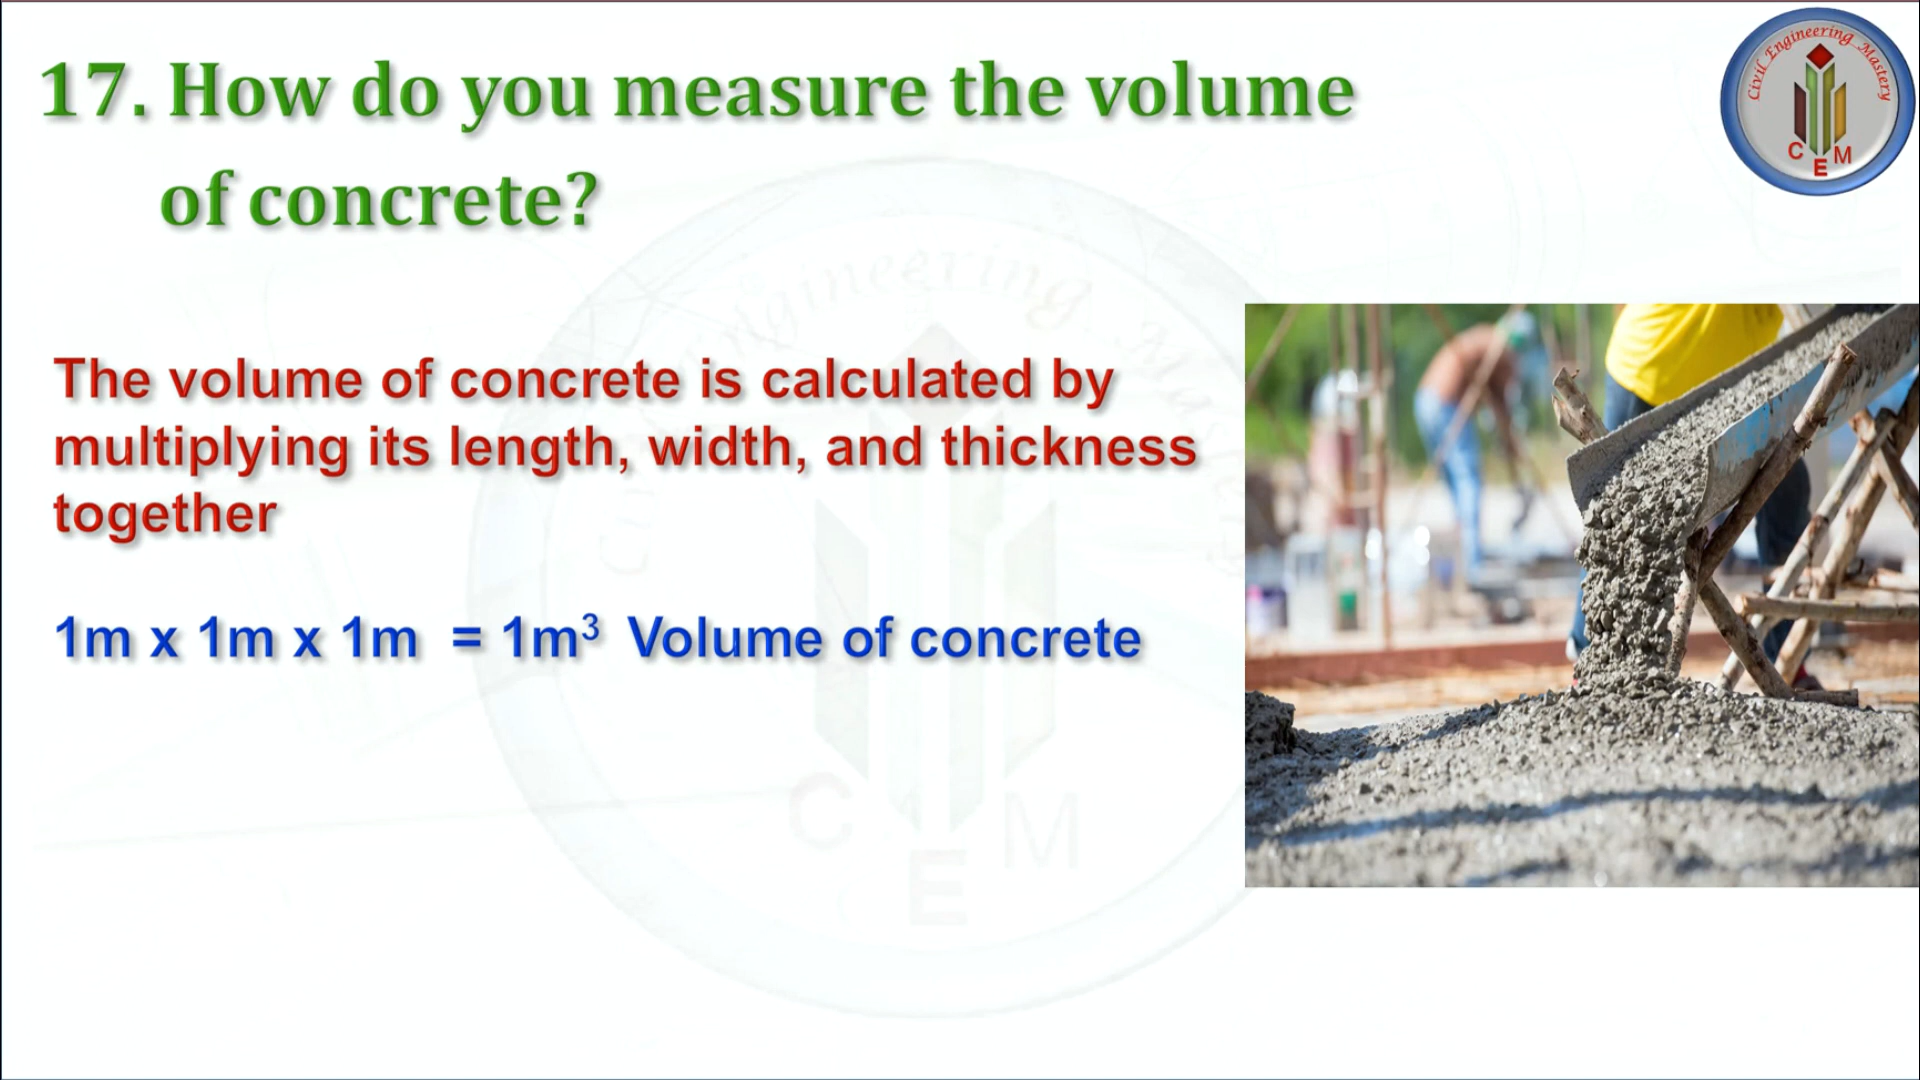 17. How do you measure the volume
of concrete?
Civil Engineering Mastery
C E M
The volume of concrete is calculated by
multiplying its length, width, and thickness
together
1m x 1m x 1m = 1m³ Volume of concrete
C E M